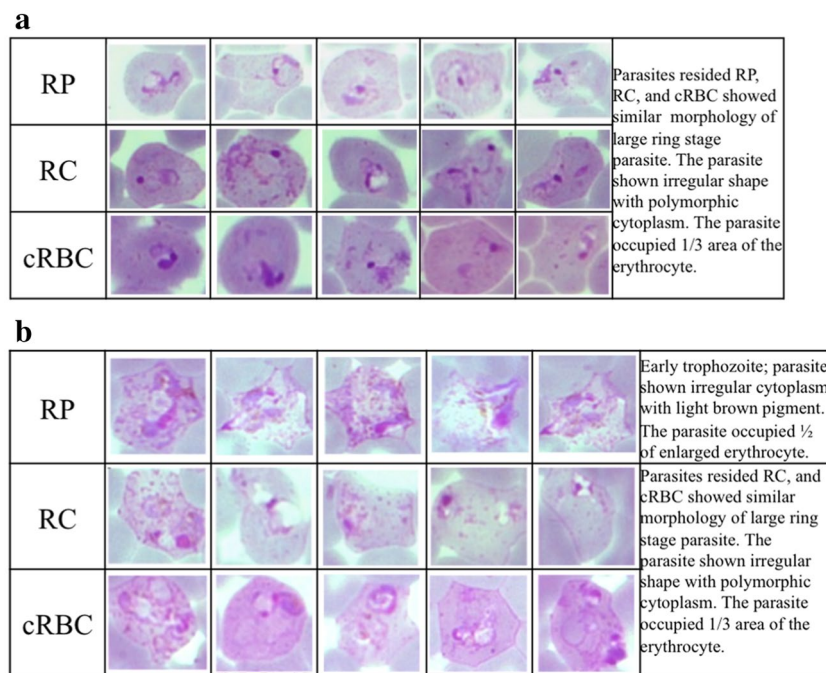 a
RP
Parasites resided RP,
RC, and cRBC showed
similar morphology of
large ring stage
parasite. The parasite
shown irregular shape
with polymorphic
cytoplasm. The parasite
occupied 1/3 area of the
erythrocyte.
RC
cRBC
b
RP
Early trophozoite; parasite
shown irregular cytoplasm
with light brown pigment.
The parasite occupied ½
of enlarged erythrocyte.
RC
Parasites resided RC, and
cRBC showed similar
morphology of large ring
stage parasite. The
parasite shown irregular
shape with polymorphic
cytoplasm. The parasite
occupied 1/3 area of the
erythrocyte.
cRBC